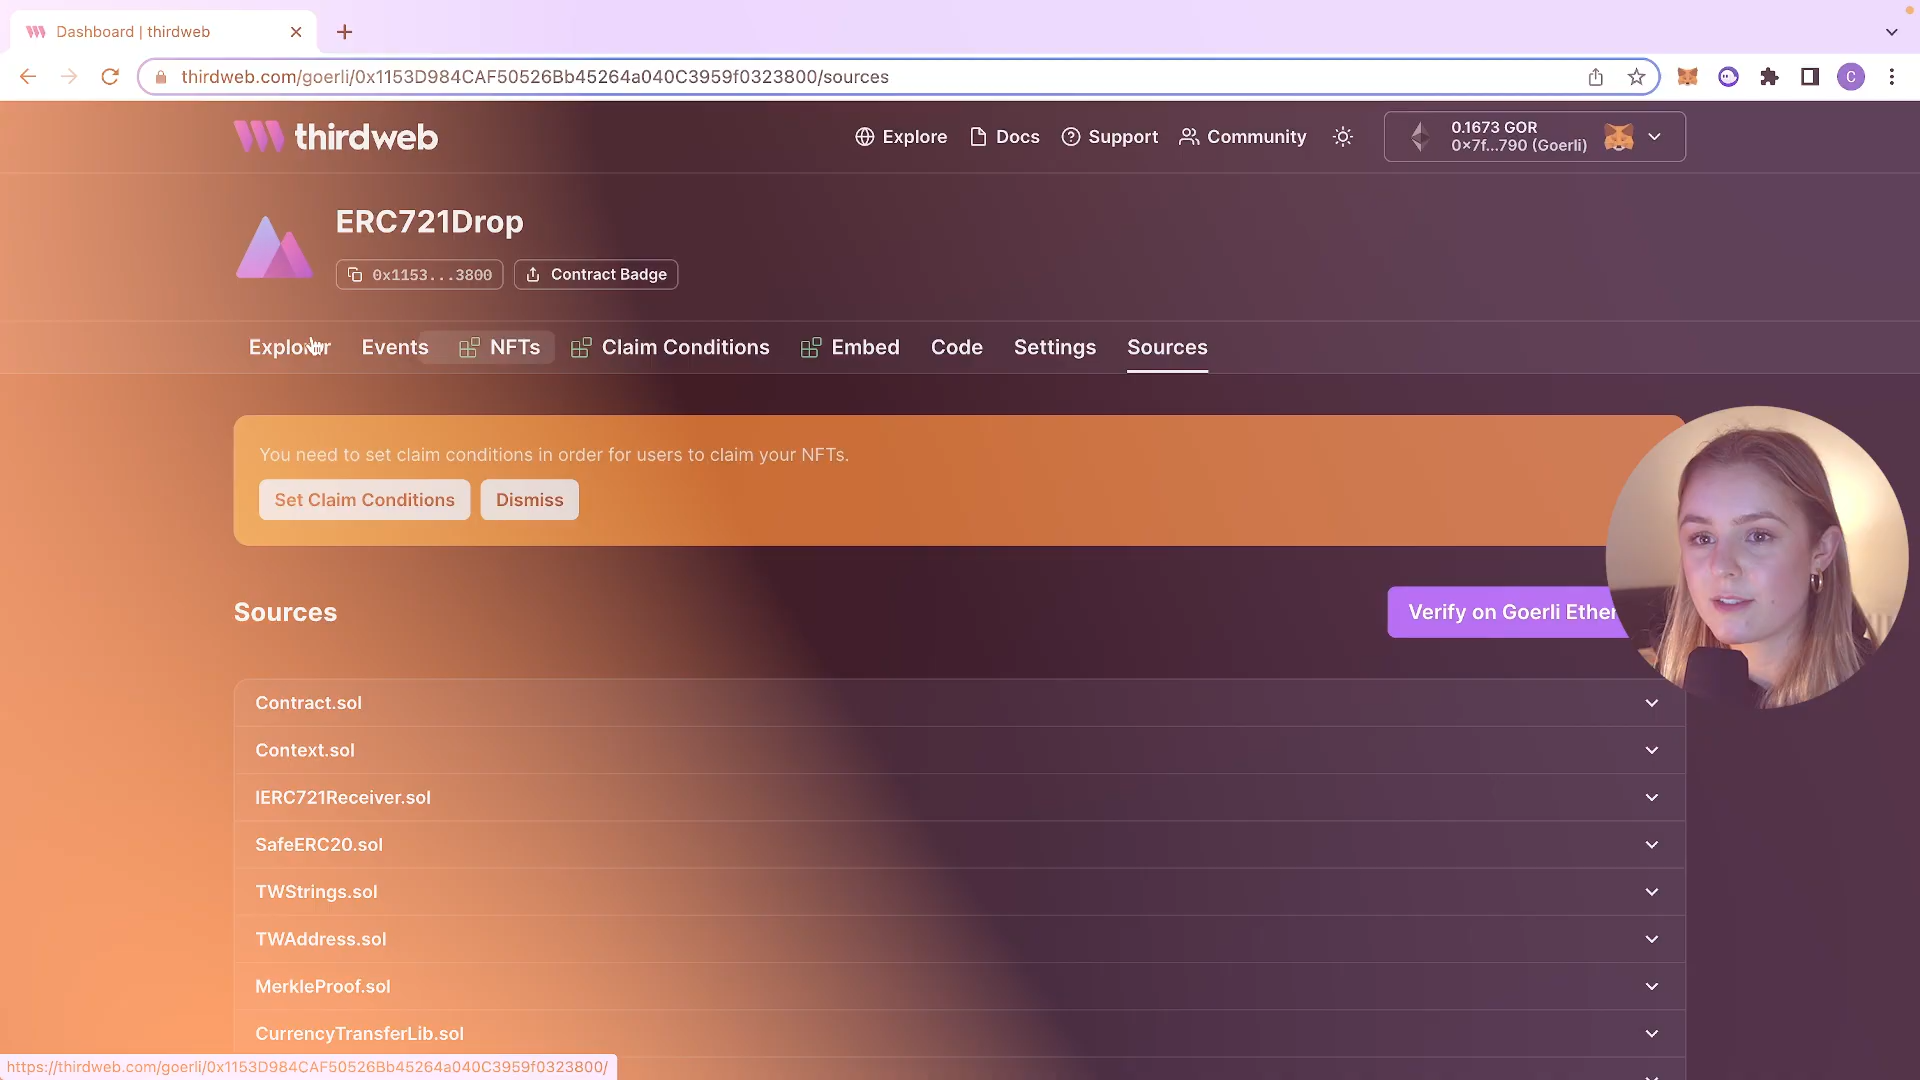 Dashboard | thirdweb
thirdweb.com/goerli/0x1153D984CAF50526Bb45264a040C3959f0323800/sources
C
thirdweb
Explore
Docs
Support
Community
0.1673 GOR
0x7f...790 (Goerli)
ERC721Drop
0x1153...3800
Contract Badge
Explorer
Events
NFTs
Claim Conditions
Embed
Code
Settings
Sources
You need to set claim conditions in order for users to claim your NFTs.
Set Claim Conditions
Dismiss
Sources
Verify on Goerli Ether
Contract.sol
Context.sol
IERC721Receiver.sol
SafeERC20.sol
TWStrings.sol
TWAddress.sol
MerkleProof.sol
CurrencyTransferLib.sol
https://thirdweb.com/goerli/0x1153D984CAF50526Bb45264a040C3959f0323800/